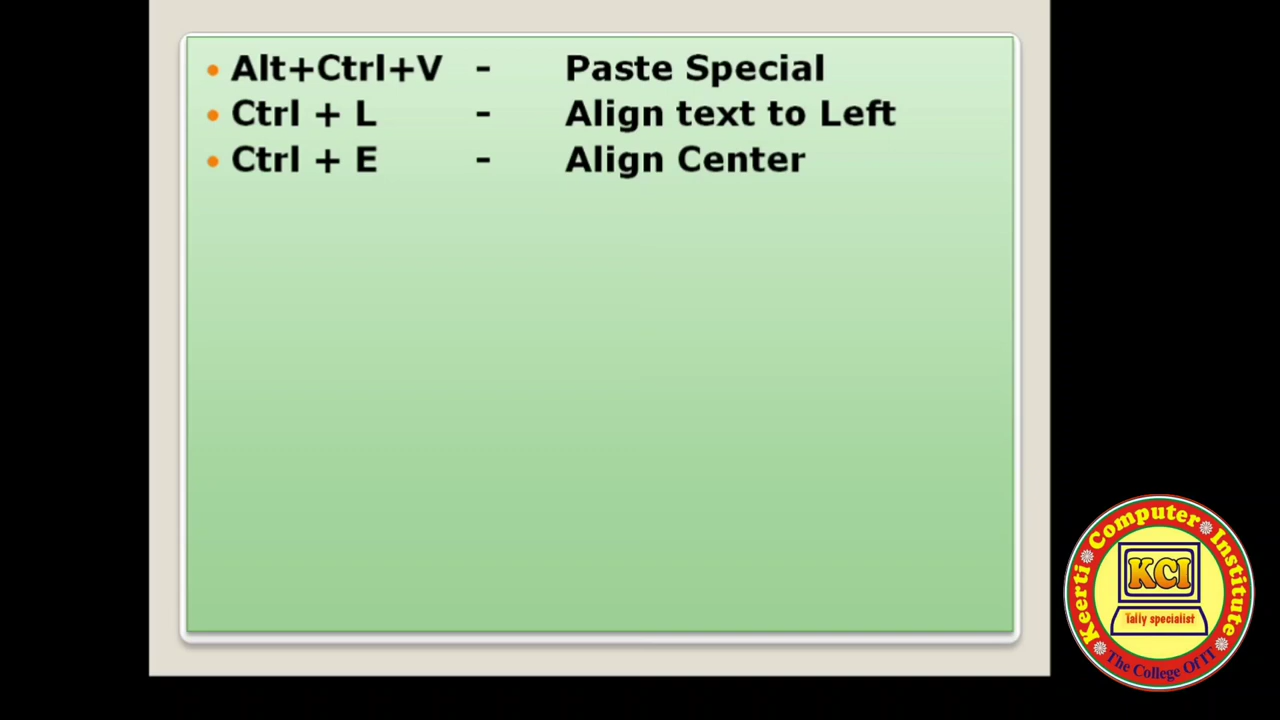 • Alt+Ctrl+V - Paste Special
• Ctrl + L - Align text to Left
• Ctrl + E - Align Center
Keerti Computer Institute
KCI
Tally specialist
The College Of IT